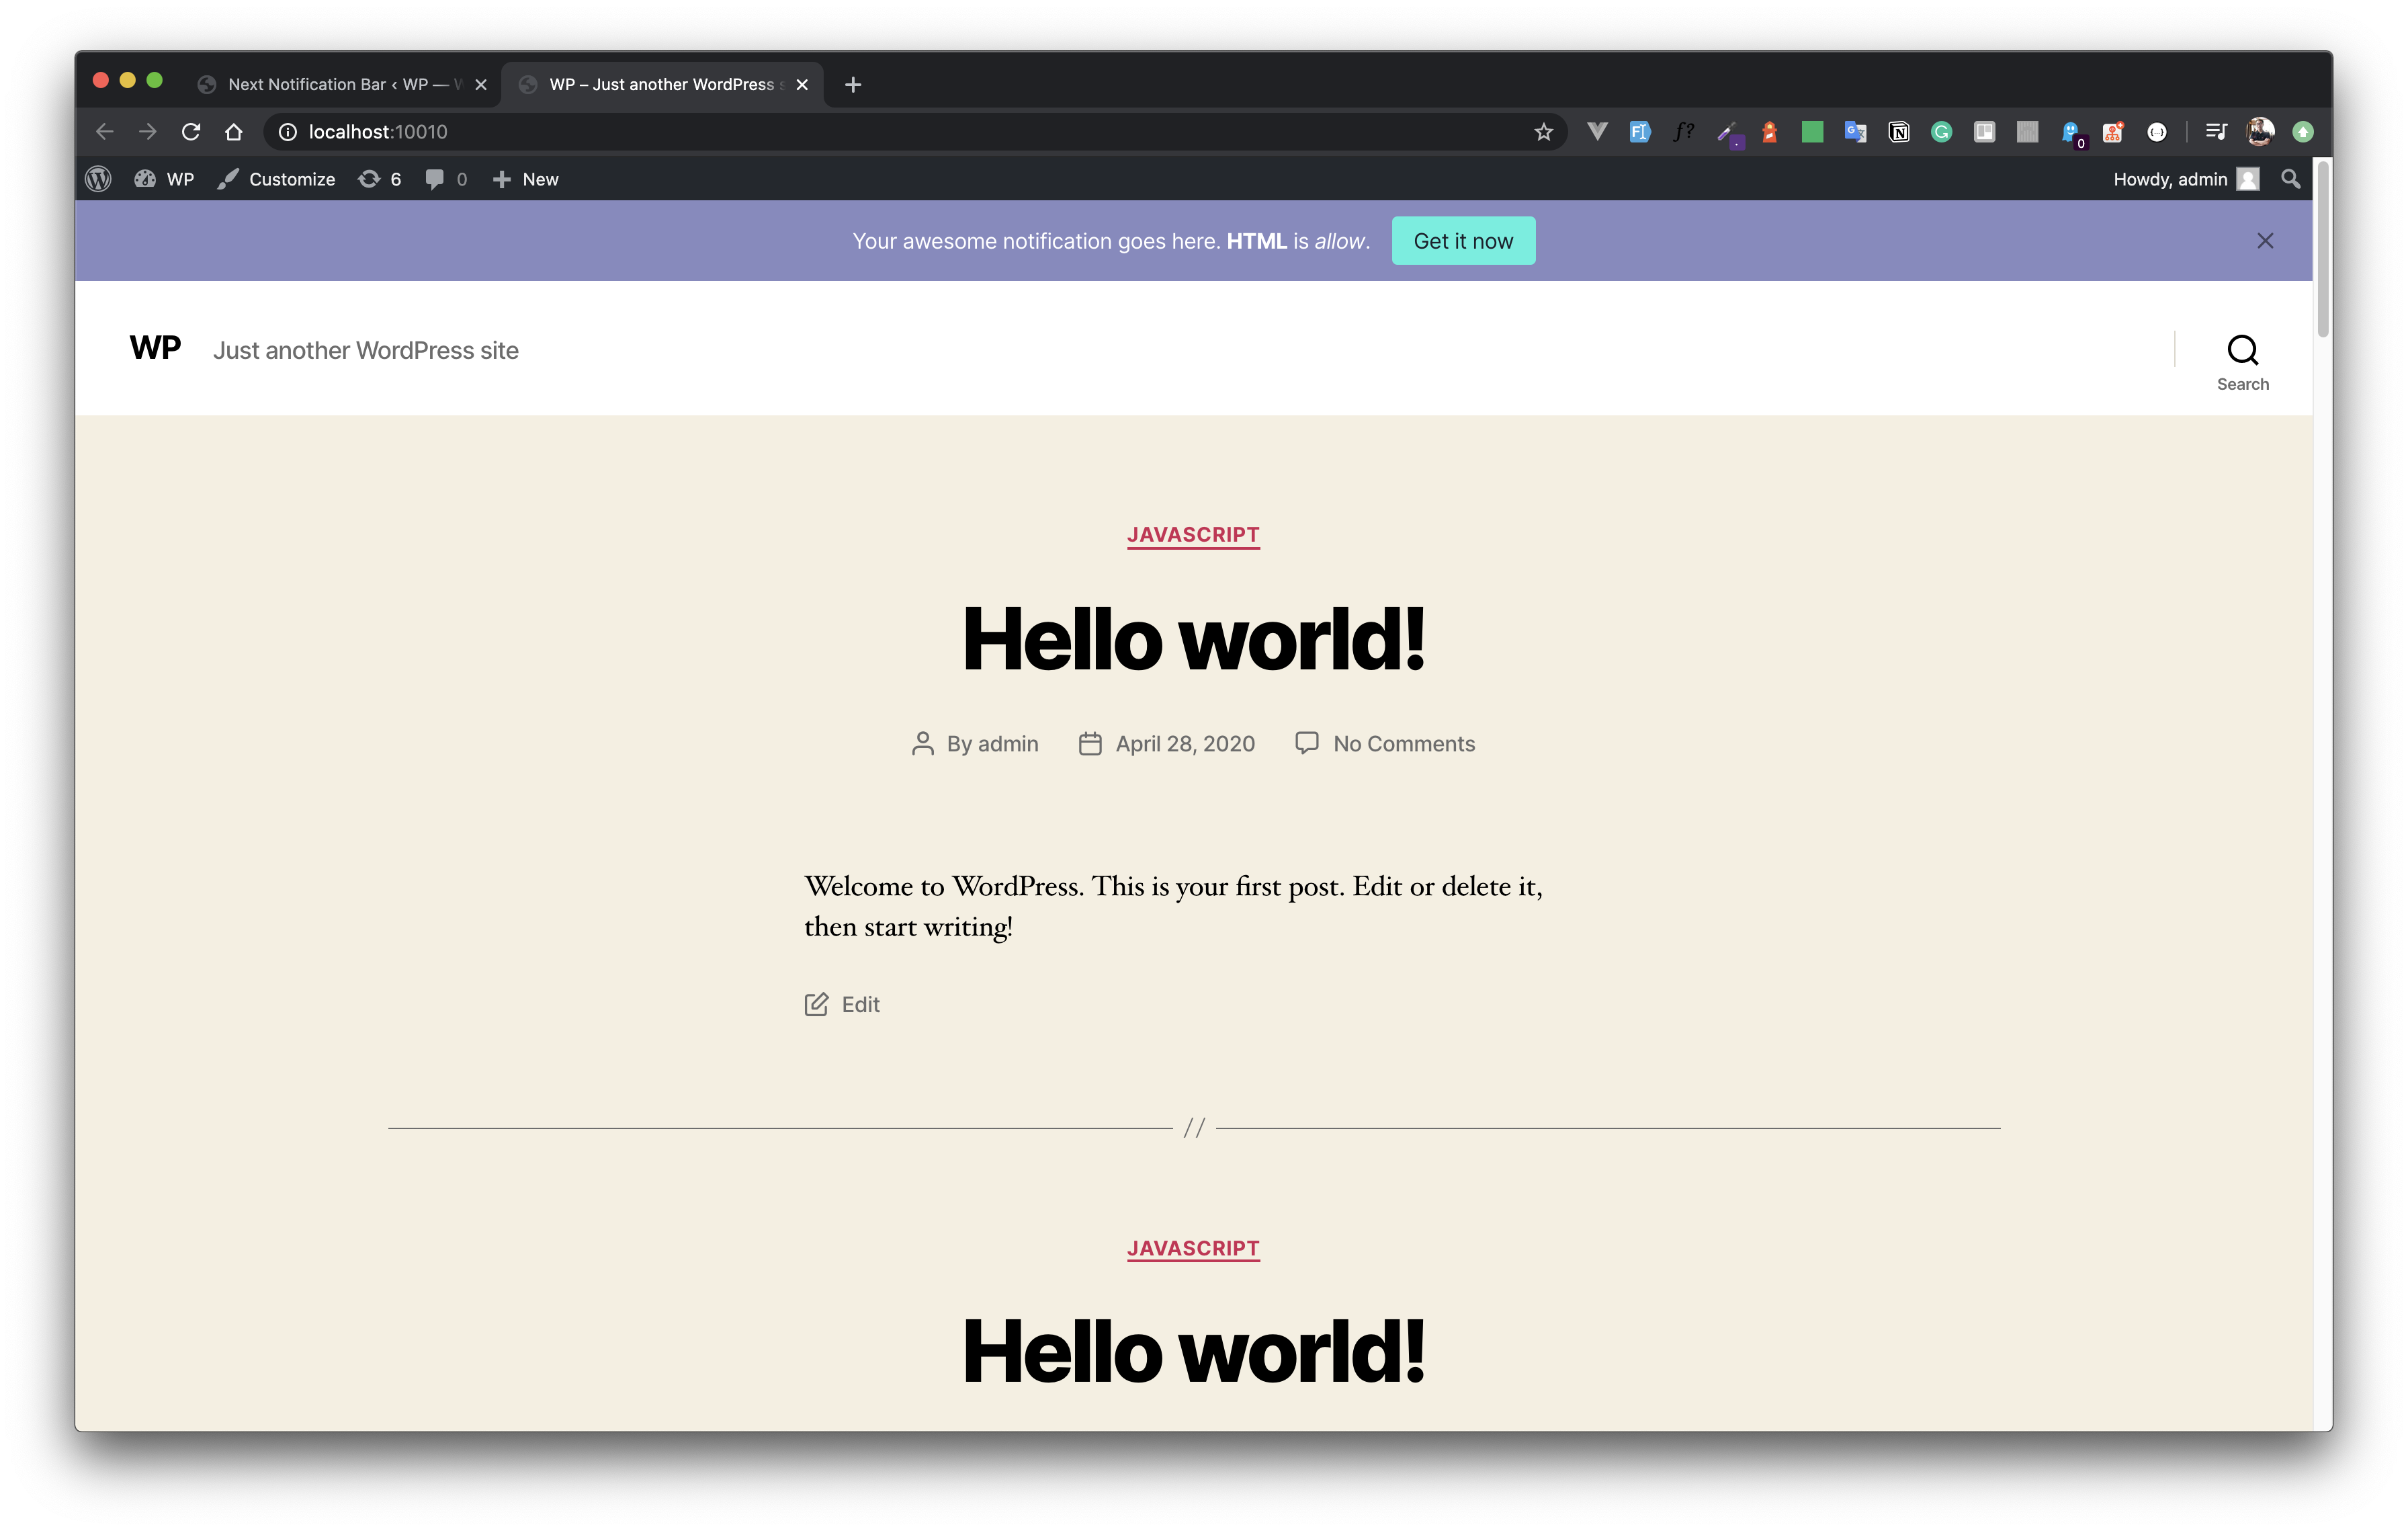 Next Notification Bar ‹ WP — W
WP – Just another WordPress s
localhost:10010
0
WP Customize 6 0 New
Howdy, admin
Your awesome notification goes here. HTML is allow. Get it now
WP Just another WordPress site
Search
JAVASCRIPT
Hello world!
By admin April 28, 2020 No Comments
Welcome to WordPress. This is your first post. Edit or delete it,
then start writing!
Edit
//
JAVASCRIPT
Hello world!